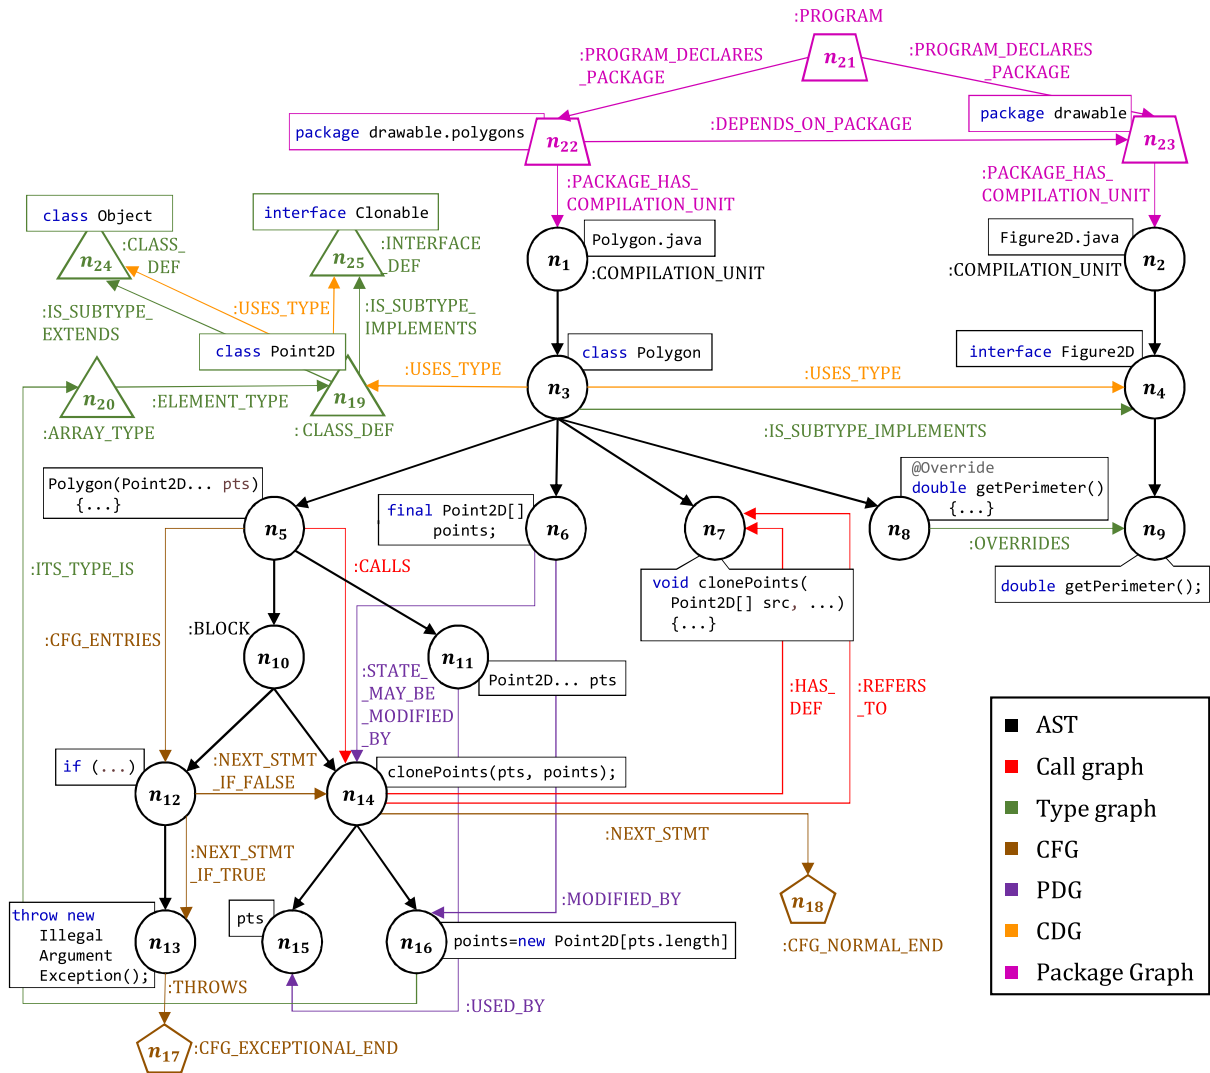 :PROGRAM
n21
:PROGRAM_DECLARES
_PACKAGE
:PROGRAM_DECLARES
_PACKAGE
package drawable.polygons
n22
:DEPENDS_ON_PACKAGE
package drawable
n23
:PACKAGE_HAS_
COMPILATION_UNIT
:PACKAGE_HAS_
COMPILATION_UNIT
class Object
n24
:CLASS_
DEF
interface Clonable
n25
:INTERFACE
_DEF
Polygon.java
n1
:COMPILATION_UNIT
Figure2D.java
n2
:COMPILATION_UNIT
:IS_SUBTYPE_
EXTENDS
:USES_TYPE
:IS_SUBTYPE_
IMPLEMENTS
class Point2D
n19
: CLASS_DEF
n20
:ARRAY_TYPE
:ELEMENT_TYPE
:USES_TYPE
class Polygon
n3
:USES_TYPE
interface Figure2D
n4
:IS_SUBTYPE_IMPLEMENTS
Polygon(Point2D... pts)
{...}
n5
final Point2D[]
points;
n6
n7
void clonePoints(
Point2D[] src, ...)
{...}
@Override
double getPerimeter()
{...}
n8
:OVERRIDES
n9
double getPerimeter();
:ITS_TYPE_IS
:CALLS
:CFG_ENTRIES
:BLOCK
n10
n11
Point2D... pts
:STATE_
_MAY_BE
_MODIFIED
_BY
:HAS_
DEF
:REFERS
_TO
if (...)
n12
:NEXT_STMT
_IF_FALSE
n14
clonePoints(pts, points);
:NEXT_STMT
:NEXT_STMT
_IF_TRUE
throw new
Illegal
Argument
Exception();
n13
pts
n15
n16
points=new Point2D[pts.length]
:MODIFIED_BY
n18
:CFG_NORMAL_END
:THROWS
:USED_BY
n17
:CFG_EXCEPTIONAL_END
AST
Call graph
Type graph
CFG
PDG
CDG
Package Graph